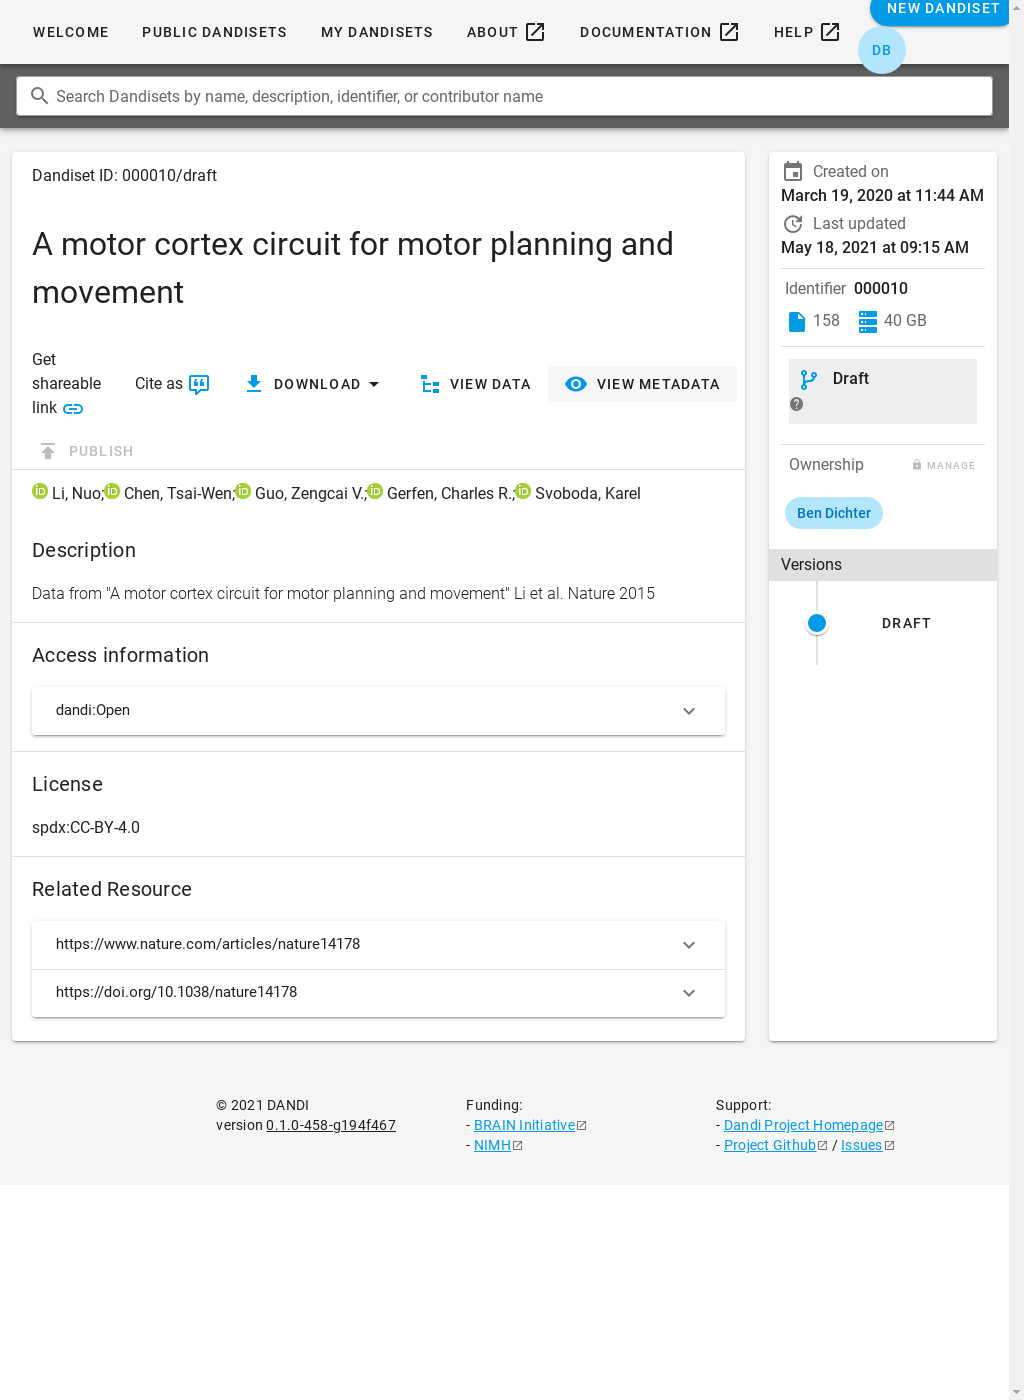 WELCOME PUBLIC DANDISETS MY DANDISETS ABOUT DOCUMENTATION HELP NEW DANDISET
DB
Search Dandisets by name, description, identifier, or contributor name
Dandiset ID: 000010/draft
A motor cortex circuit for motor planning and
movement
Get
shareable
link
Cite as DOWNLOAD VIEW DATA VIEW METADATA
PUBLISH
Li, Nuo; Chen, Tsai-Wen; Guo, Zengcai V.; Gerfen, Charles R.; Svoboda, Karel
Description
Data from "A motor cortex circuit for motor planning and movement" Li et al. Nature 2015
Access information
dandi:Open
License
spdx:CC-BY-4.0
Related Resource
https://www.nature.com/articles/nature14178
https://doi.org/10.1038/nature14178
Created on
March 19, 2020 at 11:44 AM
Last updated
May 18, 2021 at 09:15 AM
Identifier 000010
158 40 GB
Draft
Ownership MANAGE
Ben Dichter
Versions
DRAFT
© 2021 DANDI
version 0.1.0-458-g194f467
Funding:
- BRAIN Initiative
- NIMH
Support:
- Dandi Project Homepage
- Project Github / Issues